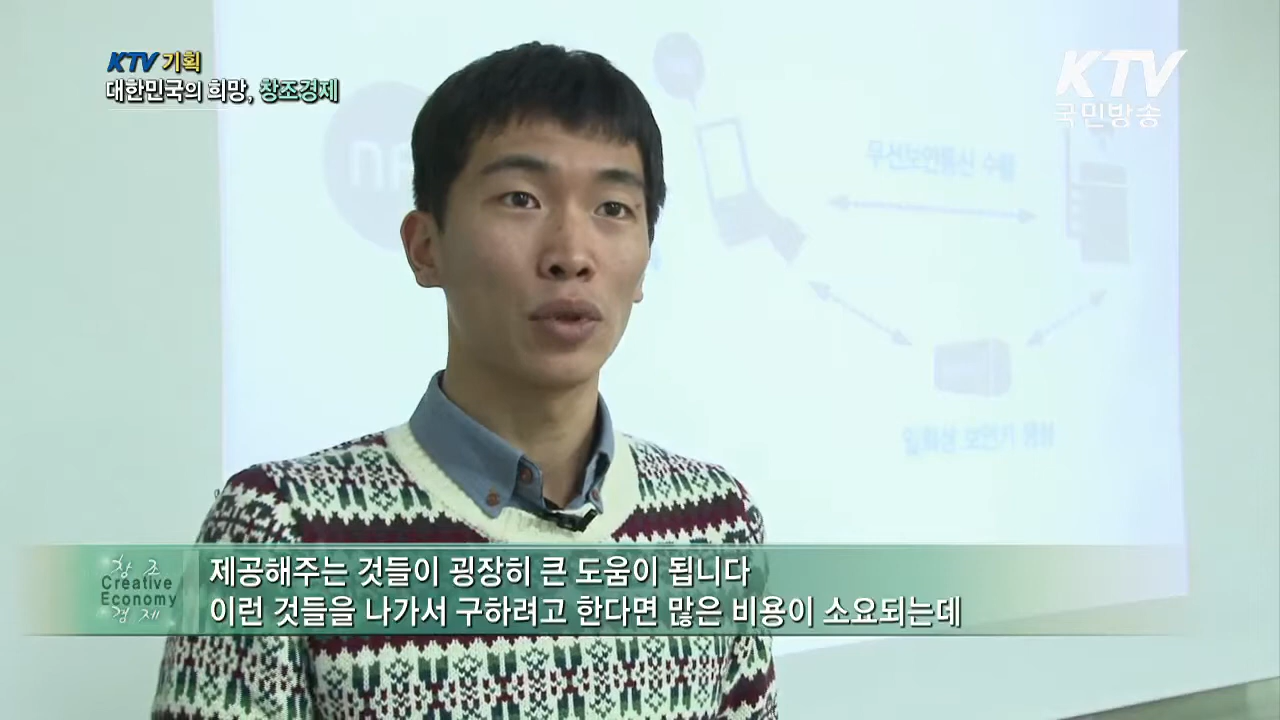 KTV 기획
대한민국의 희망, 창조경제
KTV
국민방송
무선보안통신 수
창조
Creative
Economy
경제
제공해주는 것들이 굉장히 큰 도움이 됩니다
이런 것들을 나가서 구하려고 한다면 많은 비용이 소요되는데